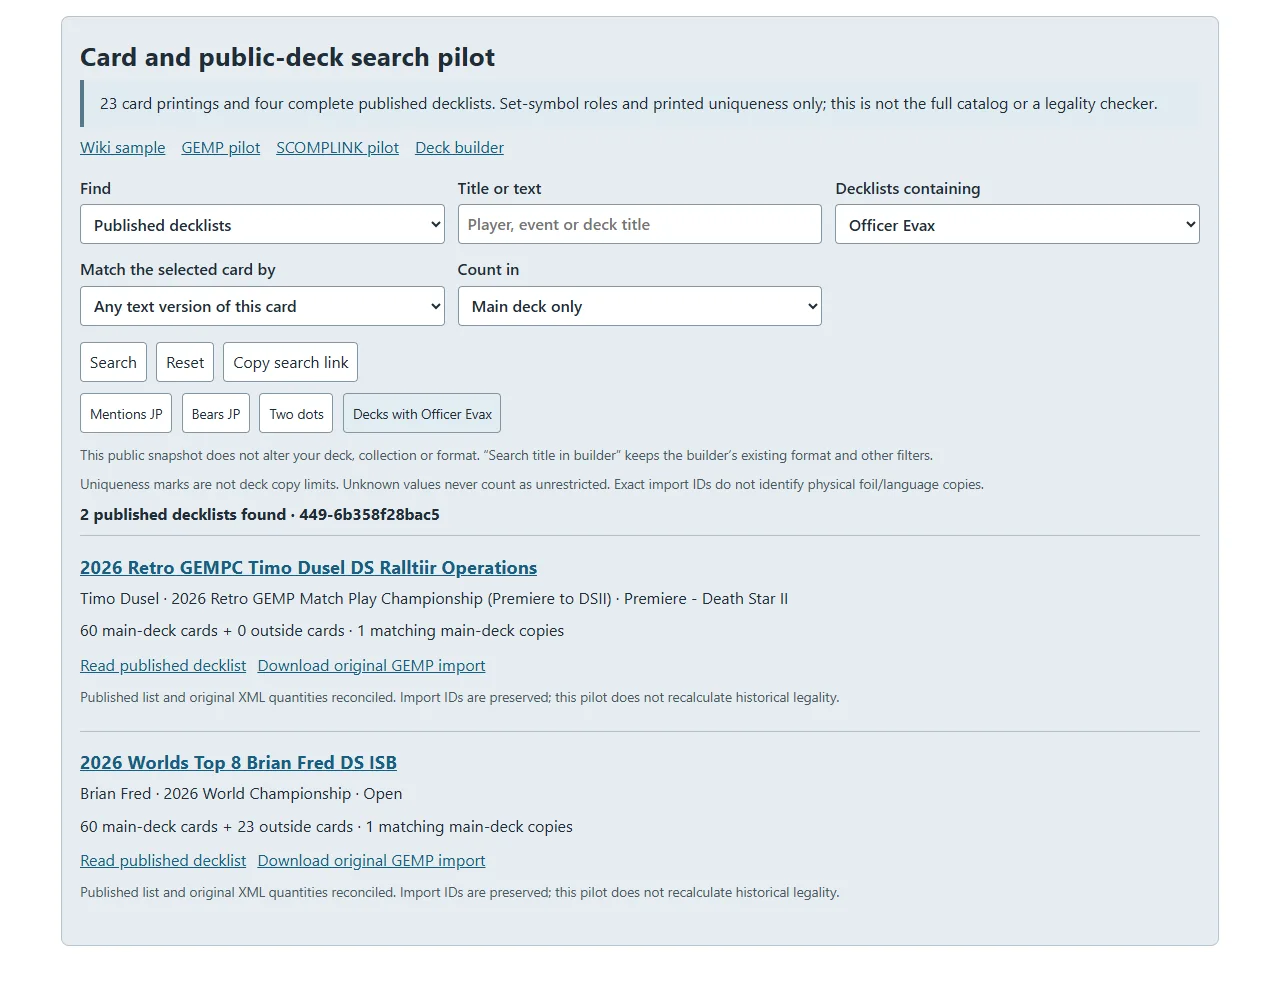 Card and public-deck search pilot
23 card printings and four complete published decklists. Set-symbol roles and printed uniqueness only; this is not the full catalog or a legality checker.
Wiki sample GEMP pilot SCOMPLINK pilot Deck builder
Find Title or text Decklists containing
Published decklists Player, event or deck title Officer Evax
Match the selected card by Count in
Any text version of this card Main deck only
Search Reset Copy search link
Mentions JP Bears JP Two dots Decks with Officer Evax
This public snapshot does not alter your deck, collection or format. “Search title in builder” keeps the builder’s existing format and other filters.
Uniqueness marks are not deck copy limits. Unknown values never count as unrestricted. Exact import IDs do not identify physical foil/language copies.
2 published decklists found · 449-6b358f28bac5
2026 Retro GEMPC Timo Dusel DS Ralltiir Operations
Timo Dusel · 2026 Retro GEMP Match Play Championship (Premiere to DSII) · Premiere - Death Star II
60 main-deck cards + 0 outside cards · 1 matching main-deck copies
Read published decklist Download original GEMP import
Published list and original XML quantities reconciled. Import IDs are preserved; this pilot does not recalculate historical legality.
2026 Worlds Top 8 Brian Fred DS ISB
Brian Fred · 2026 World Championship · Open
60 main-deck cards + 23 outside cards · 1 matching main-deck copies
Read published decklist Download original GEMP import
Published list and original XML quantities reconciled. Import IDs are preserved; this pilot does not recalculate historical legality.